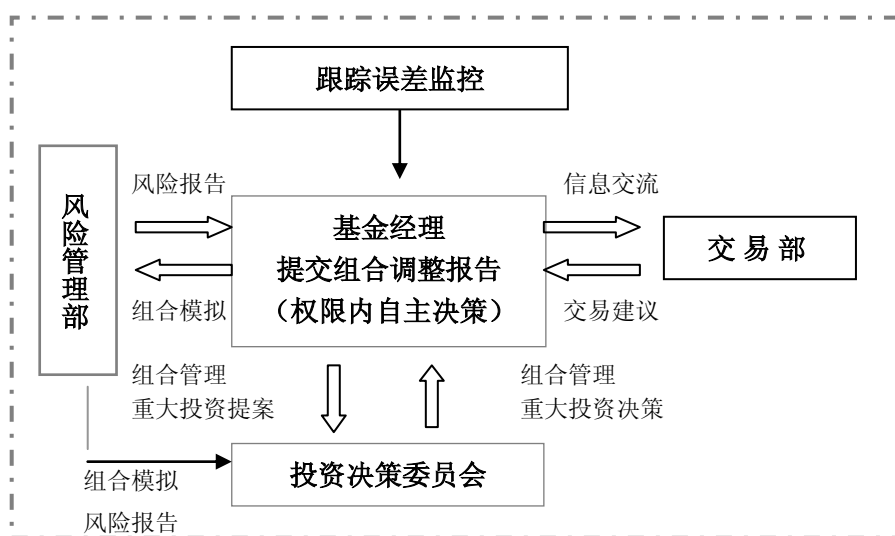 跟踪误差监控
风险管理部
风险报告
信息交流
基金经理
提交组合调整报告
（权限内自主决策）
交 易 部
组合模拟
交易建议
组合管理
重大投资提案
组合管理
重大投资决策
投资决策委员会
组合模拟
风险报告